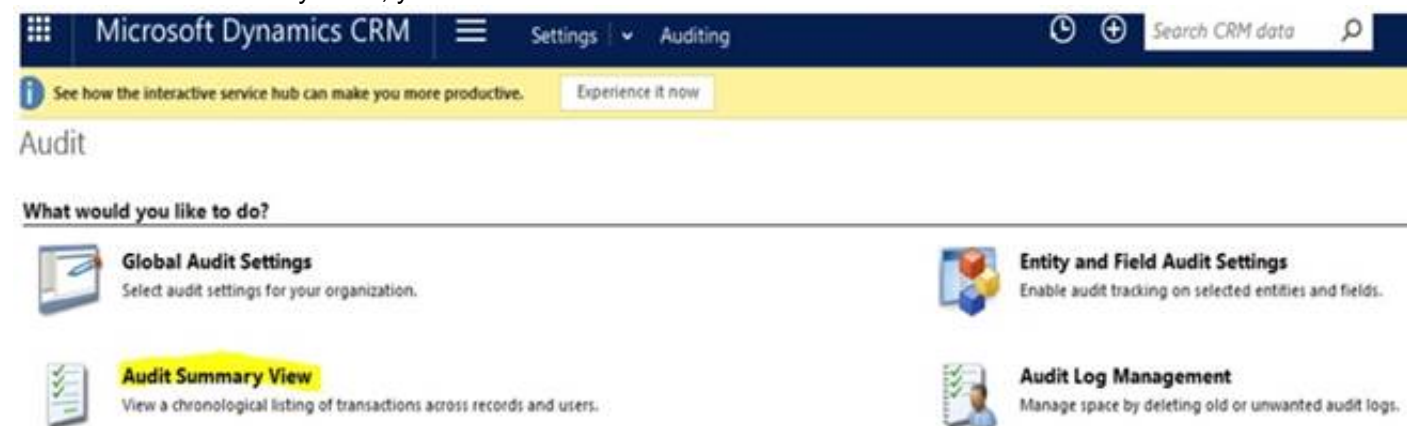 Microsoft Dynamics CRM Settings Auditing Search CRM data
See how the interactive service hub can make you more productive. Experience it now
Audit
What would you like to do?
Global Audit Settings
Select audit settings for your organization.
Entity and Field Audit Settings
Enable audit tracking on selected entities and fields.
Audit Summary View
View a chronological listing of transactions across records and users.
Audit Log Management
Manage space by deleting old or unwanted audit logs.